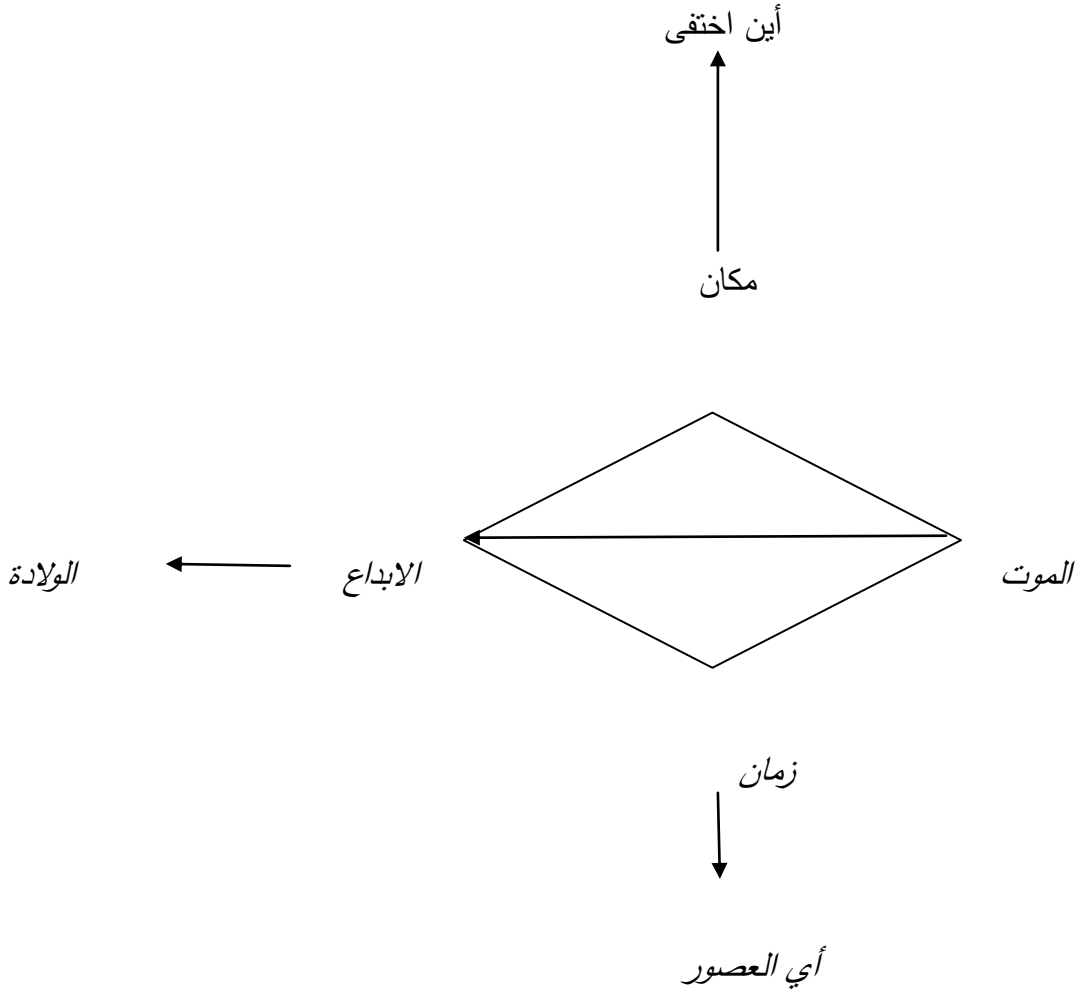 أين اختفى
مكان
الموت
الابداع
الولادة
زمان
أي العصور